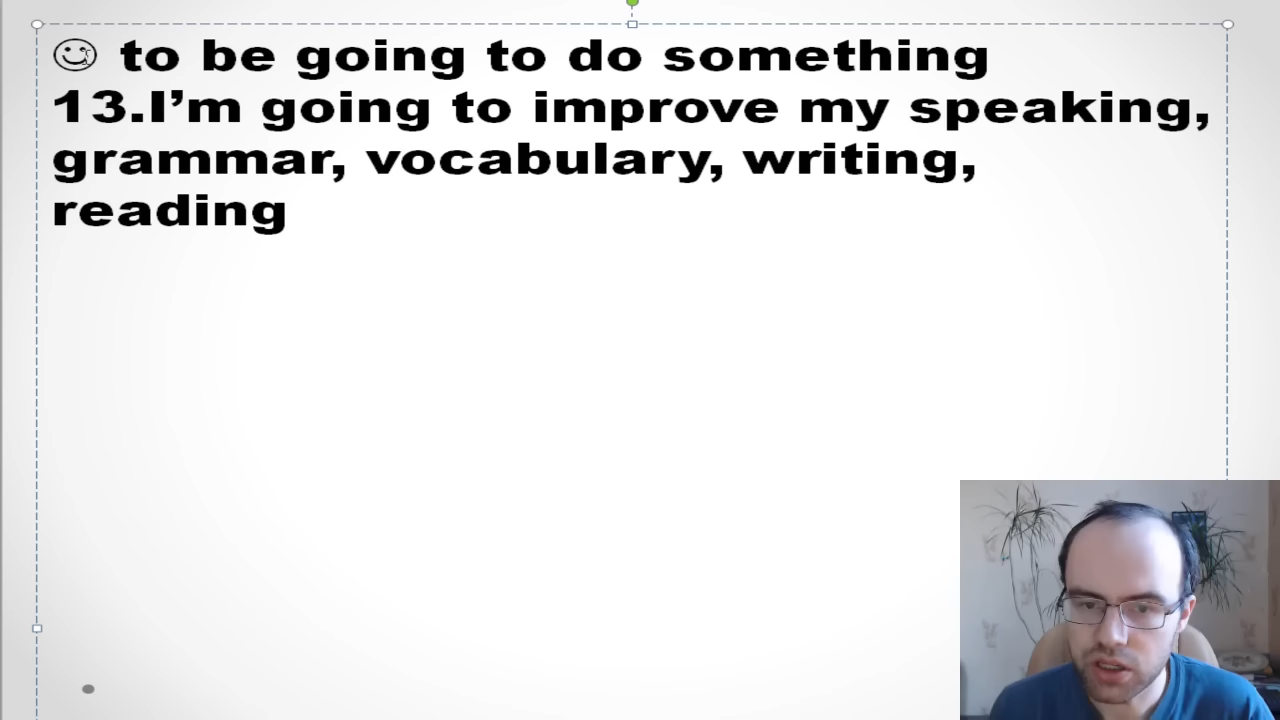 ☺ to be going to do something
13.I’m going to improve my speaking,
grammar, vocabulary, writing,
reading